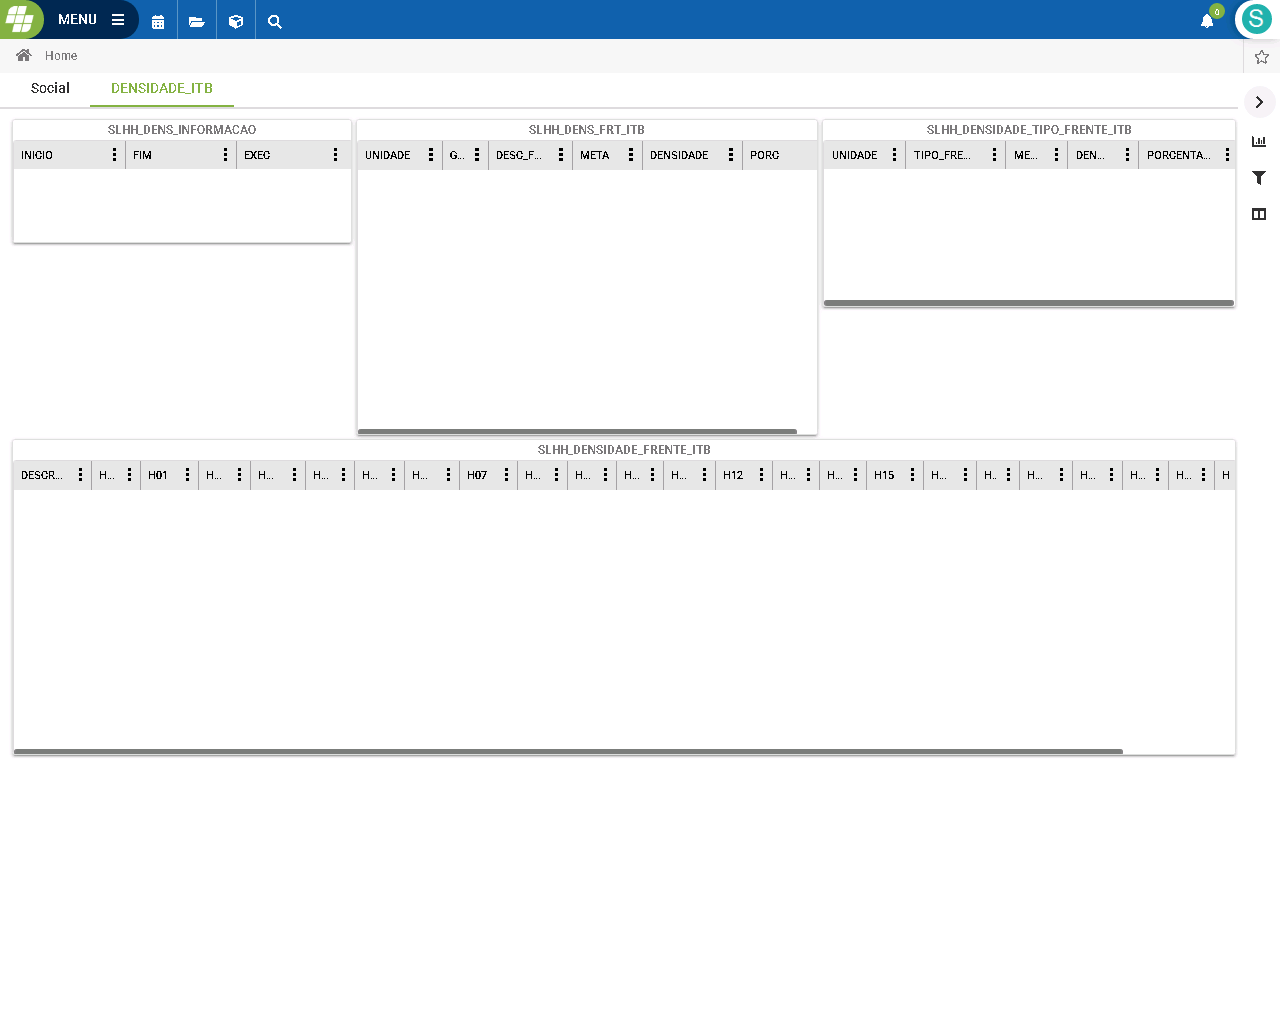 MENU
0
S
Home
Social
DENSIDADE_ITB
SLHH_DENS_INFORMACAO
INICIO FIM EXEC
SLHH_DENS_FRT_ITB
UNIDADE G... DESC_F... META DENSIDADE PORC
SLHH_DENSIDADE_TIPO_FRENTE_ITB
UNIDADE TIPO_FRE... ME... DEN... PORCENTA...
SLHH_DENSIDADE_FRENTE_ITB
DESCR... H... H01 H... H... H... H... H... H07 H... H... H... H... H12 H... H... H15 H... H.. H... H... H... H... H